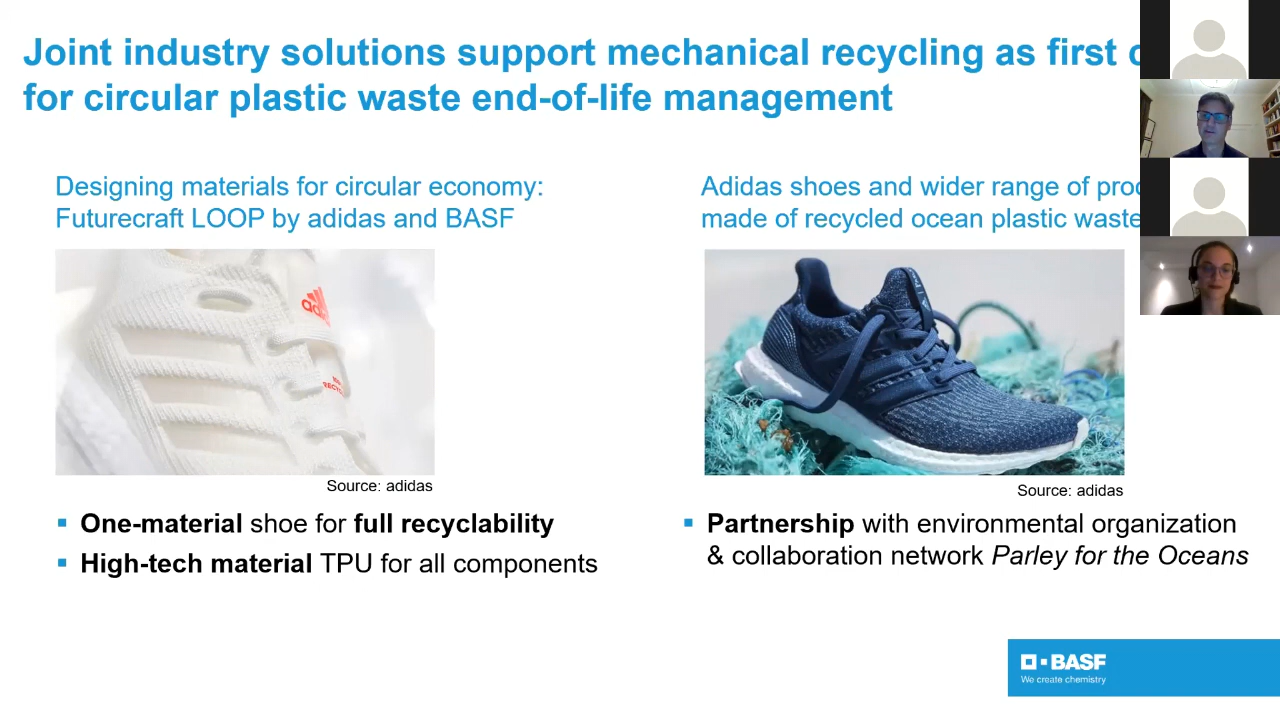 Joint industry solutions support mechanical recycling as first
for circular plastic waste end-of-life management
Designing materials for circular economy:
Futurecraft LOOP by adidas and BASF
Adidas shoes and wider range of
made of recycled ocean plastic waste
Source: adidas
Source: adidas
▪ One-material shoe for full recyclability
▪ High-tech material TPU for all components
▪ Partnership with environmental organization
& collaboration network Parley for the Oceans
BASF
We create chemistry